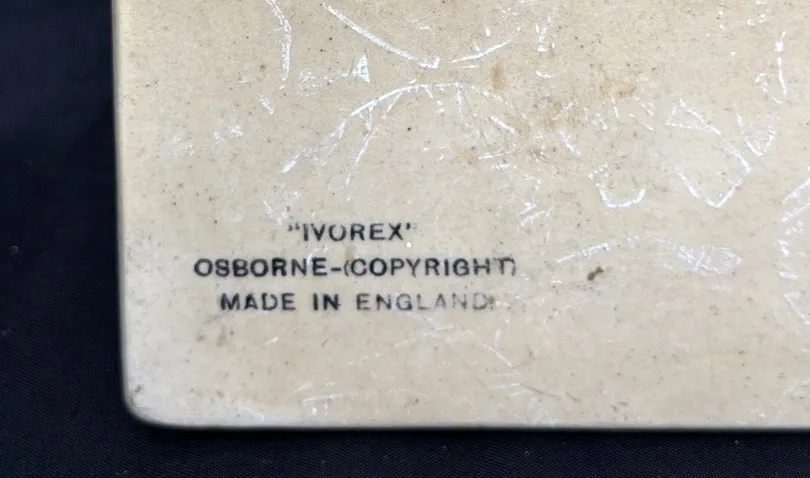 "IVOREX"
OSBORNE-(COPYRIGHT)
MADE IN ENGLAND.